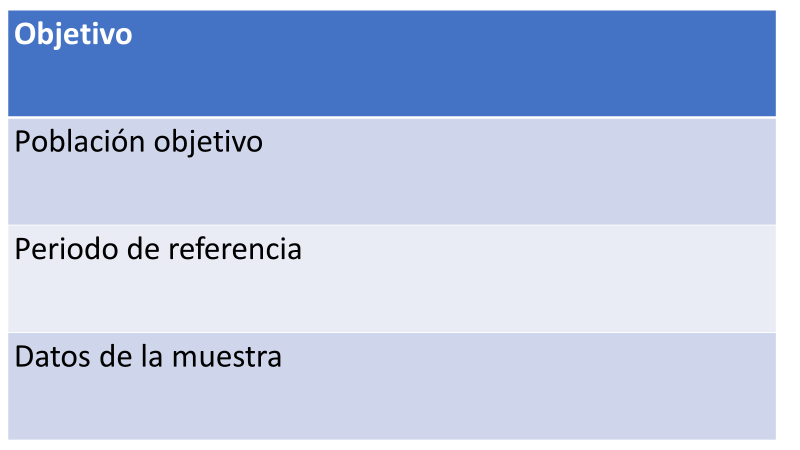 Objetivo
Población objetivo
Periodo de referencia
Datos de la muestra